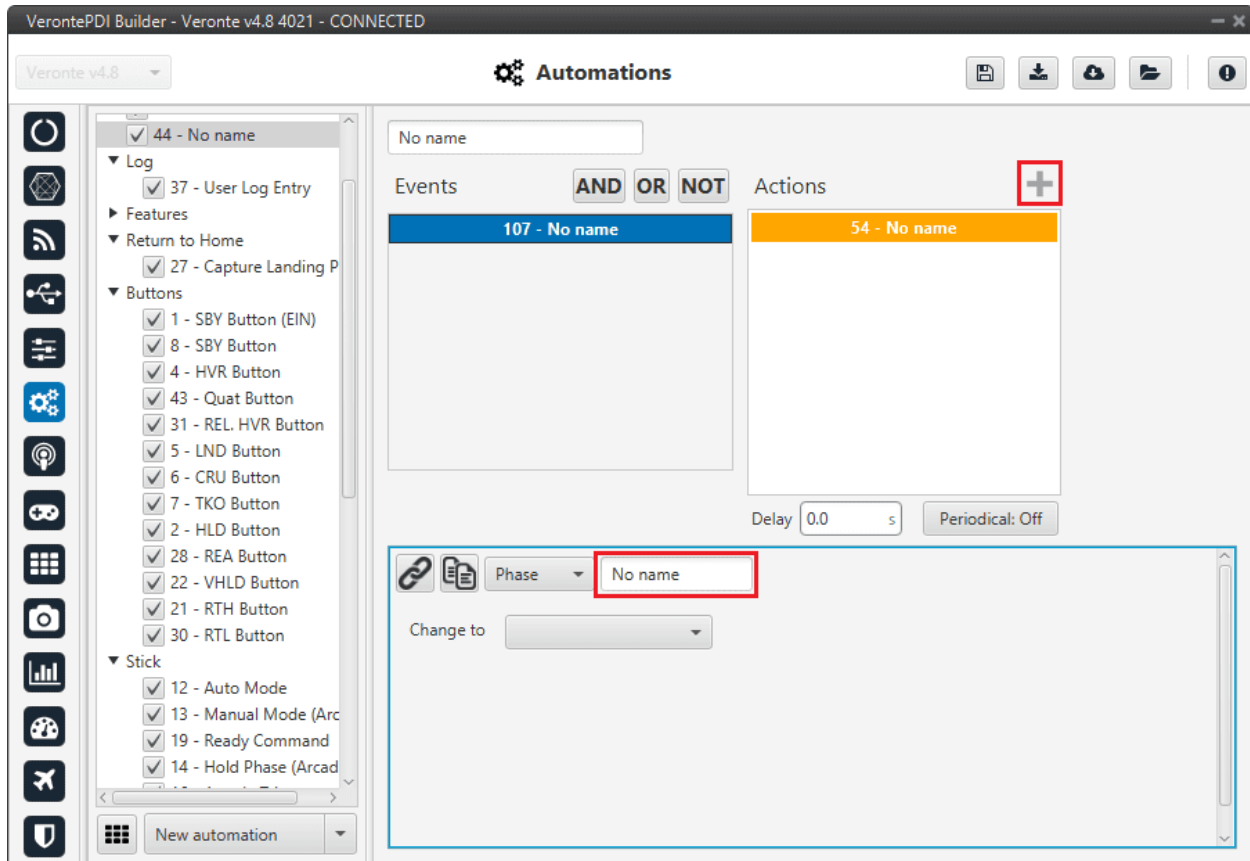 VerontePDI Builder - Veronte v4.8 4021 - CONNECTED
Veronte v4.8
Automations
44 - No name
Log
37 - User Log Entry
Features
Return to Home
27 - Capture Landing P
Buttons
1 - SBY Button (EIN)
8 - SBY Button
4 - HVR Button
43 - Quat Button
31 - REL. HVR Button
5 - LND Button
6 - CRU Button
7 - TKO Button
2 - HLD Button
28 - REA Button
22 - VHLD Button
21 - RTH Button
30 - RTL Button
Stick
12 - Auto Mode
13 - Manual Mode (Arc
19 - Ready Command
14 - Hold Phase (Arcad
New automation
No name
Events AND OR NOT Actions
107 - No name
54 - No name
Delay 0.0 s Periodical: Off
Phase No name
Change to